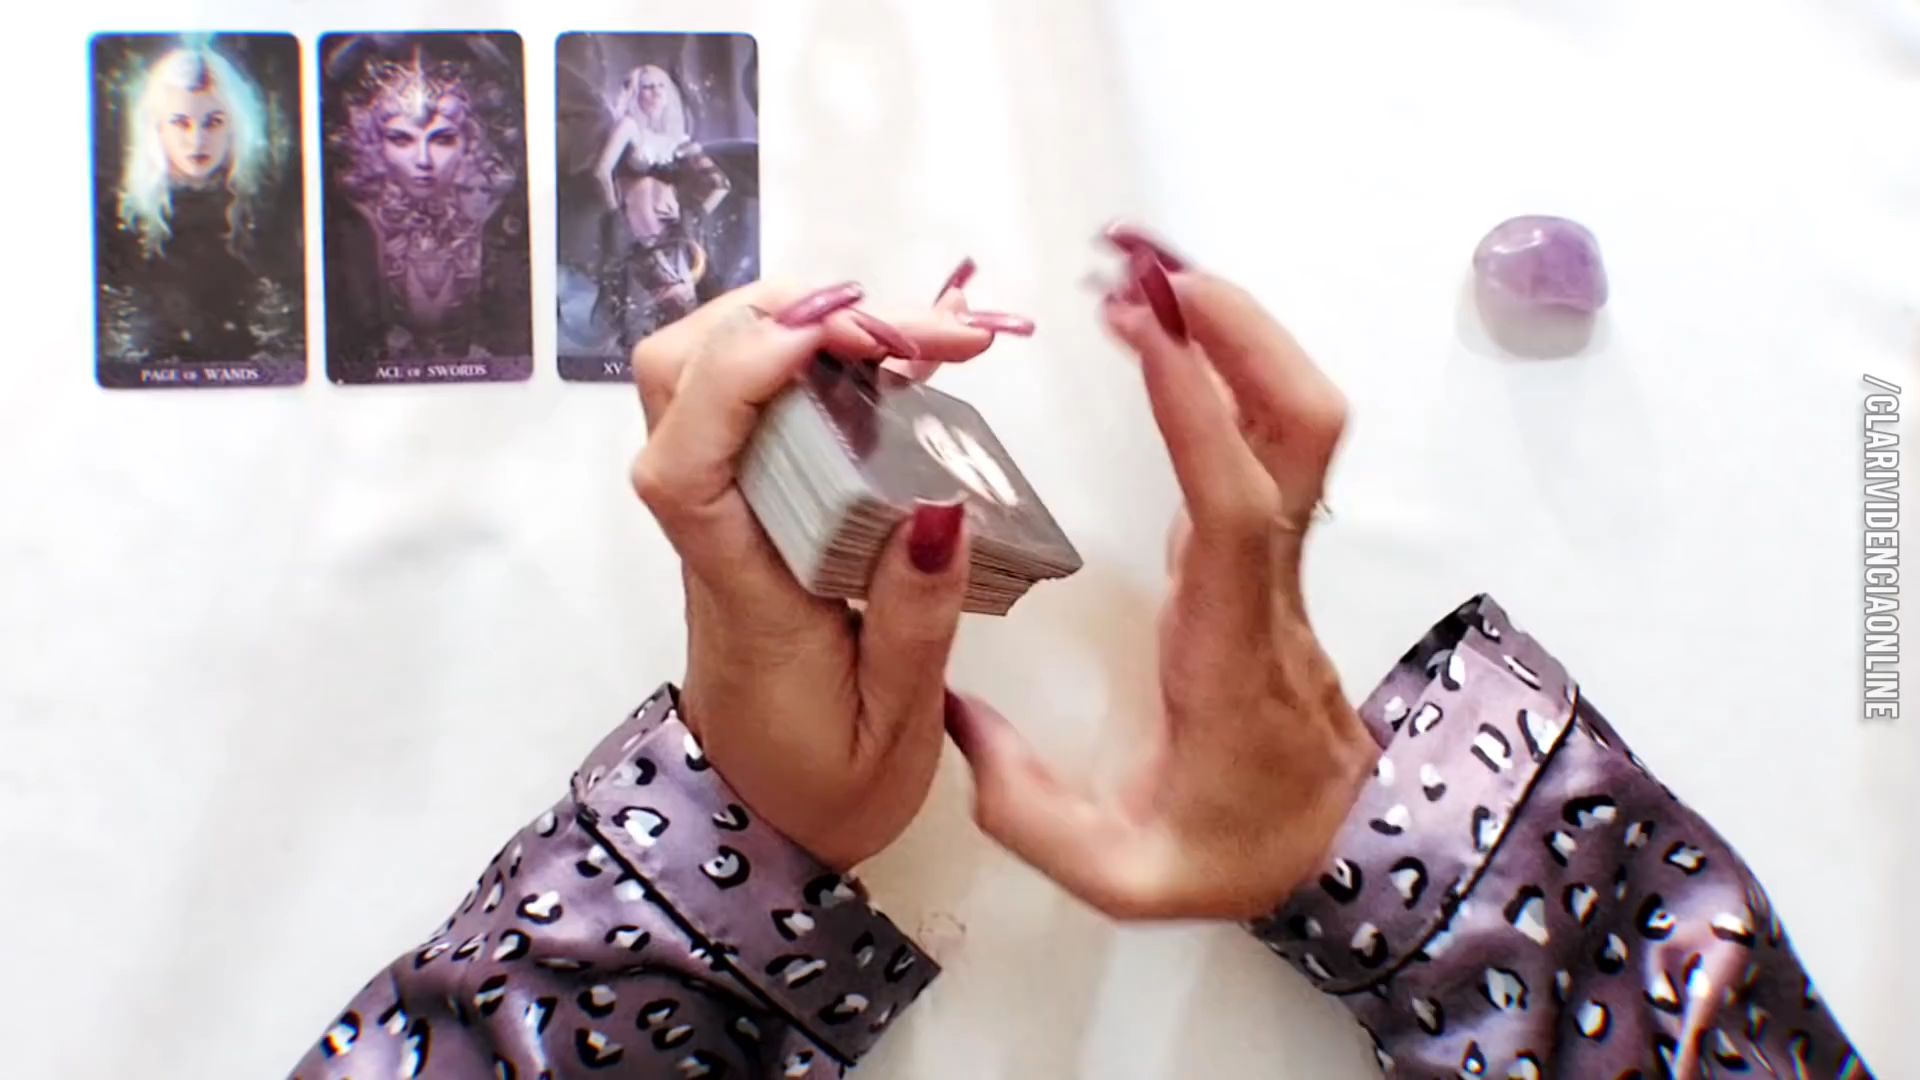 PAGE OF WANDS
ACE OF SWORDS
XV
/CLARIVIDENCIAONLINE